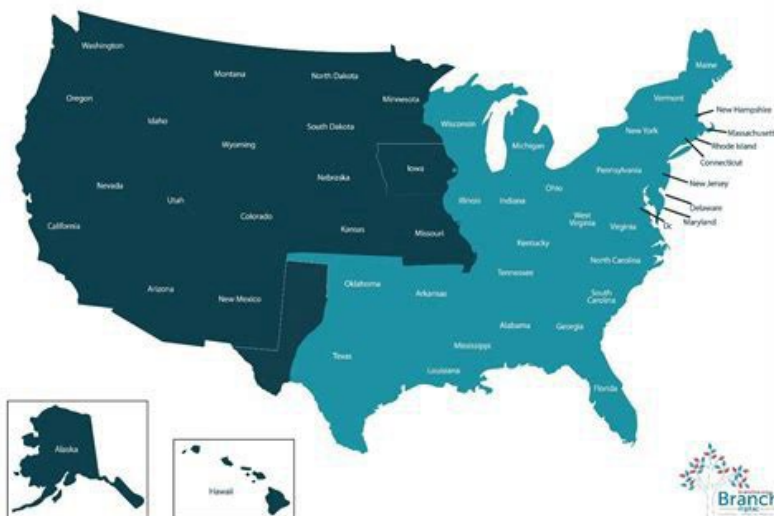 Washington
Montana
North Dakota
Minnesota
Maine
Oregon
Idaho
South Dakota
Wisconsin
Michigan
Vermont
New Hampshire
New York
Massachusett
Rhode Island
Connecticut
Wyoming
Iowa
Pennsylvania
New Jersey
Nevada
Utah
Nebraska
Illinois
Indiana
Ohio
Delaware
Maryland
Dc
California
Colorado
Kansas
Missouri
West
Virginia
Virginia
Kentucky
North Carolina
Arizona
New Mexico
Oklahoma
Arkansas
Tennessee
South
Carolina
Texas
Louisiana
Mississippi
Alabama
Georgia
Florida
Alaska
Hawaii
Branch